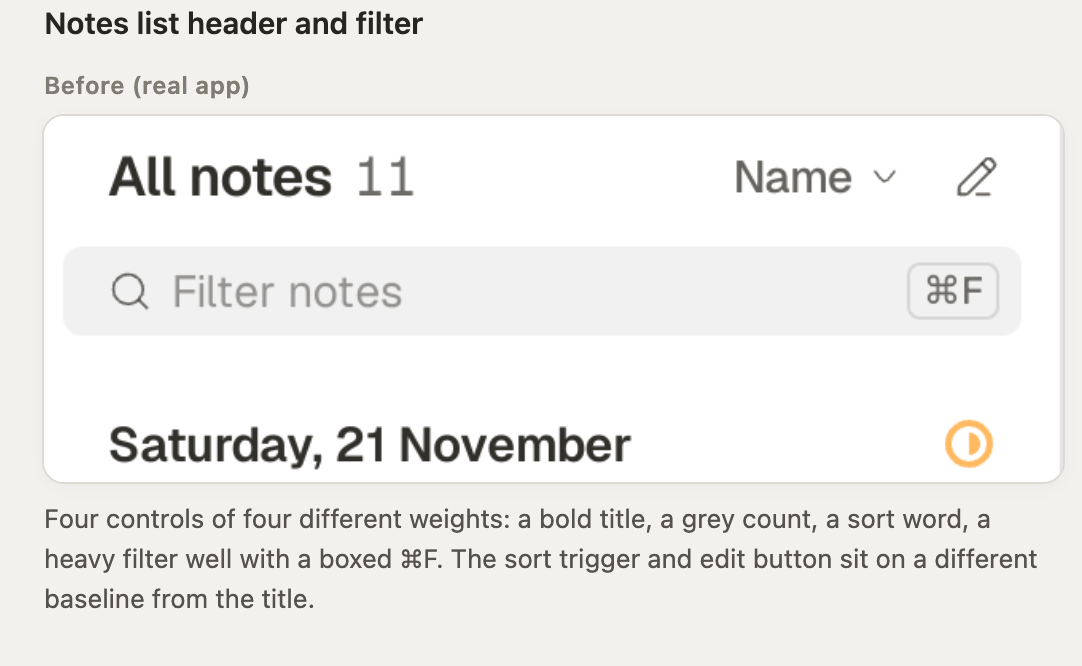 Notes list header and filter
Before (real app)
All notes 11
Name
Filter notes
⌘F
Saturday, 21 November
Four controls of four different weights: a bold title, a grey count, a sort word, a
heavy filter well with a boxed ⌘F. The sort trigger and edit button sit on a different
baseline from the title.